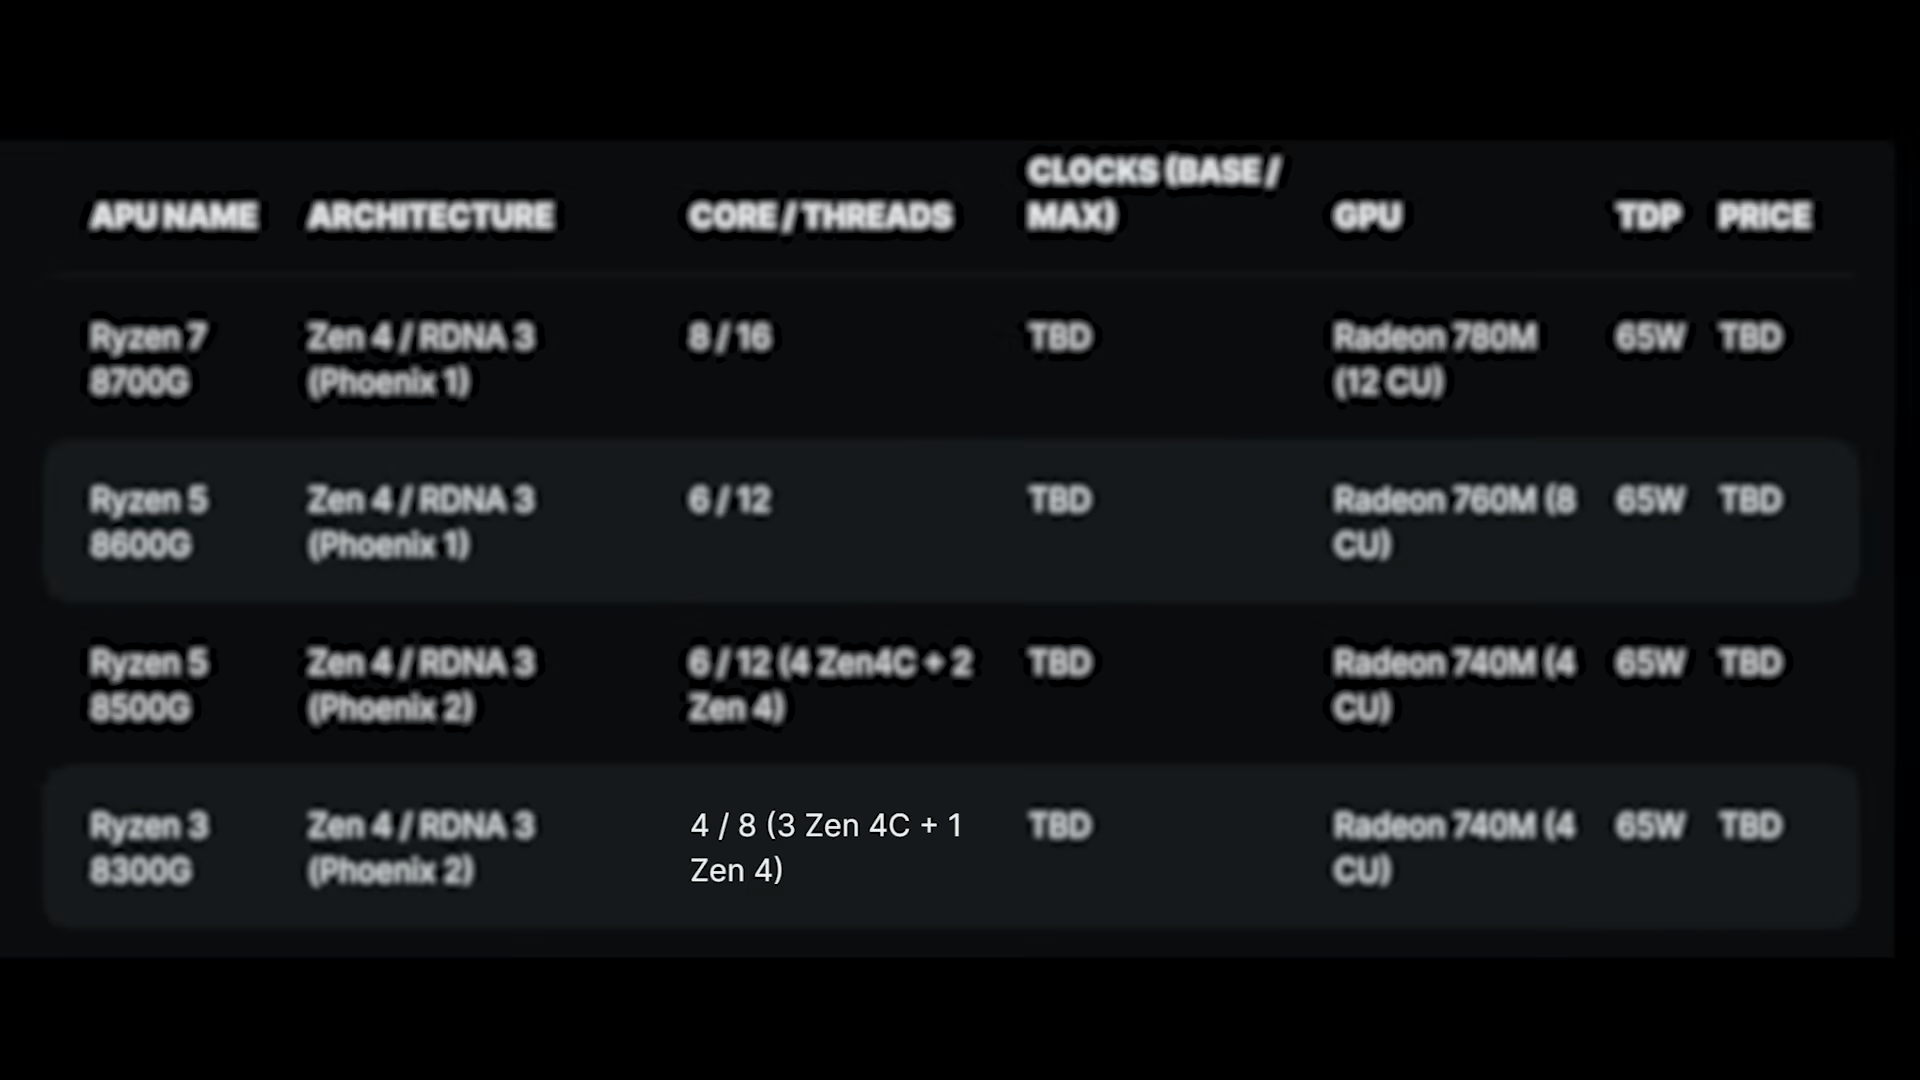 APU NAME ARCHITECTURE CORE / THREADS CLOCKS (BASE / MAX) GPU TDP PRICE
Ryzen 7 Zen 4 / RDNA 3 8 / 16 TBD Radeon 780M 65W TBD
8700G (Phoenix 1) (12 CU)
Ryzen 5 Zen 4 / RDNA 3 6 / 12 TBD Radeon 760M (8 65W TBD
8600G (Phoenix 1) CU)
Ryzen 5 Zen 4 / RDNA 3 6 / 12 (4 Zen4C + 2 TBD Radeon 740M (4 65W TBD
8500G (Phoenix 2) Zen 4) CU)
Ryzen 3 Zen 4 / RDNA 3 4 / 8 (3 Zen 4C + 1 TBD Radeon 740M (4 65W TBD
8300G (Phoenix 2) Zen 4) CU)